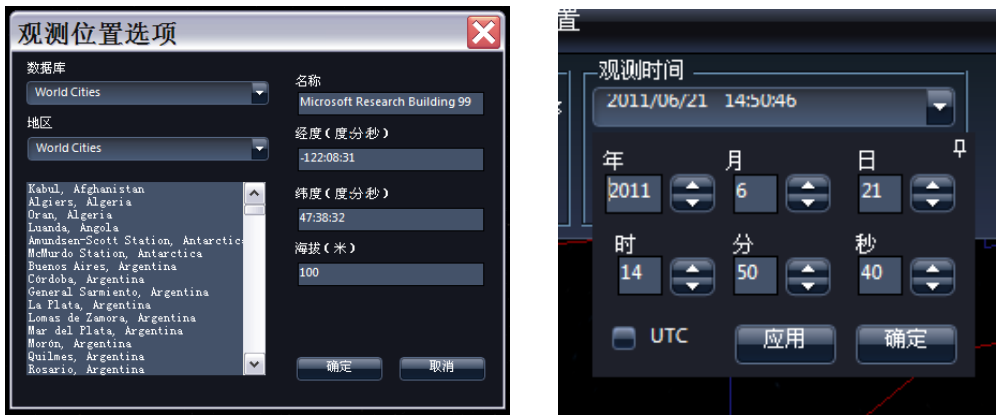 观测位置选项
数据库
World Cities
地区
World Cities
Kabul, Afghanistan
Algiers, Algeria
Oran, Algeria
Luanda, Angola
Amundsen-Scott Station, Antarctic
McMurdo Station, Antarctica
Buenos Aires, Argentina
Córdoba, Argentina
General Sarmiento, Argentina
La Plata, Argentina
Lomas de Zamora, Argentina
Mar del Plata, Argentina
Morón, Argentina
Quilmes, Argentina
Rosario, Argentina
名称
Microsoft Research Building 99
经度(度:分:秒)
-122:08:31
纬度(度:分:秒)
47:38:32
海拔(米)
100
确定 取消
置
观测时间
2011/06/21 14:50:46
年 月 日
2011 6 21
时 分 秒
14 50 40
UTC 应用 确定